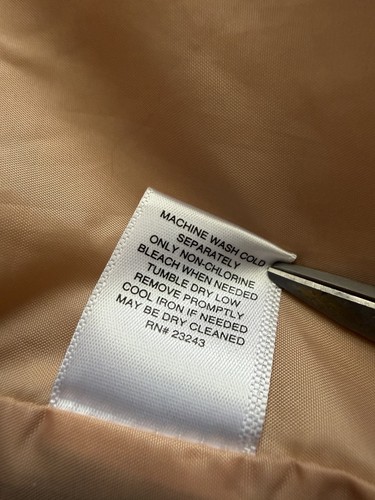 MACHINE WASH COLD
SEPARATELY
ONLY NON-CHLORINE
BLEACH WHEN NEEDED
TUMBLE DRY LOW
REMOVE PROMPTLY
COOL IRON IF NEEDED
MAY BE DRY CLEANED
RN# 23243